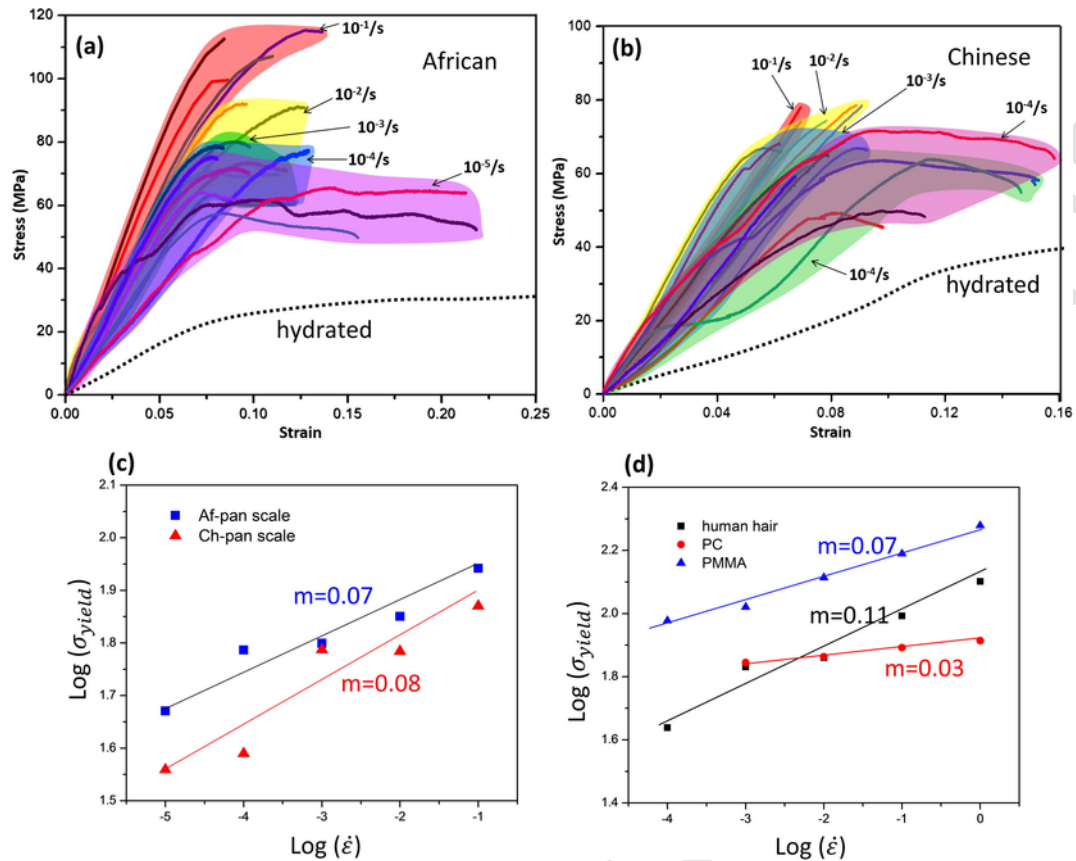 (a)
African
10⁻¹/s
10⁻²/s
10⁻³/s
10⁻⁴/s
10⁻⁵/s
hydrated
120
100
80
60
40
20
0
0.00 0.05 0.10 0.15 0.20 0.25
Stress (MPa)
Strain
(b)
Chinese
10⁻¹/s
10⁻²/s
10⁻³/s
10⁻⁴/s
10⁻⁴/s
hydrated
100
80
60
40
20
0
0.00 0.04 0.08 0.12 0.16
Stress (MPa)
Strain
(c)
Af-pan scale
Ch-pan scale
m=0.07
m=0.08
2.1
2.0
1.9
1.8
1.7
1.6
1.5
-5 -4 -3 -2 -1
Log (σyield)
Log (ε̇)
(d)
human hair
PC
PMMA
m=0.07
m=0.11
m=0.03
2.4
2.2
2.0
1.8
1.6
1.4
-4 -3 -2 -1 0
Log (σyield)
Log (ε̇)